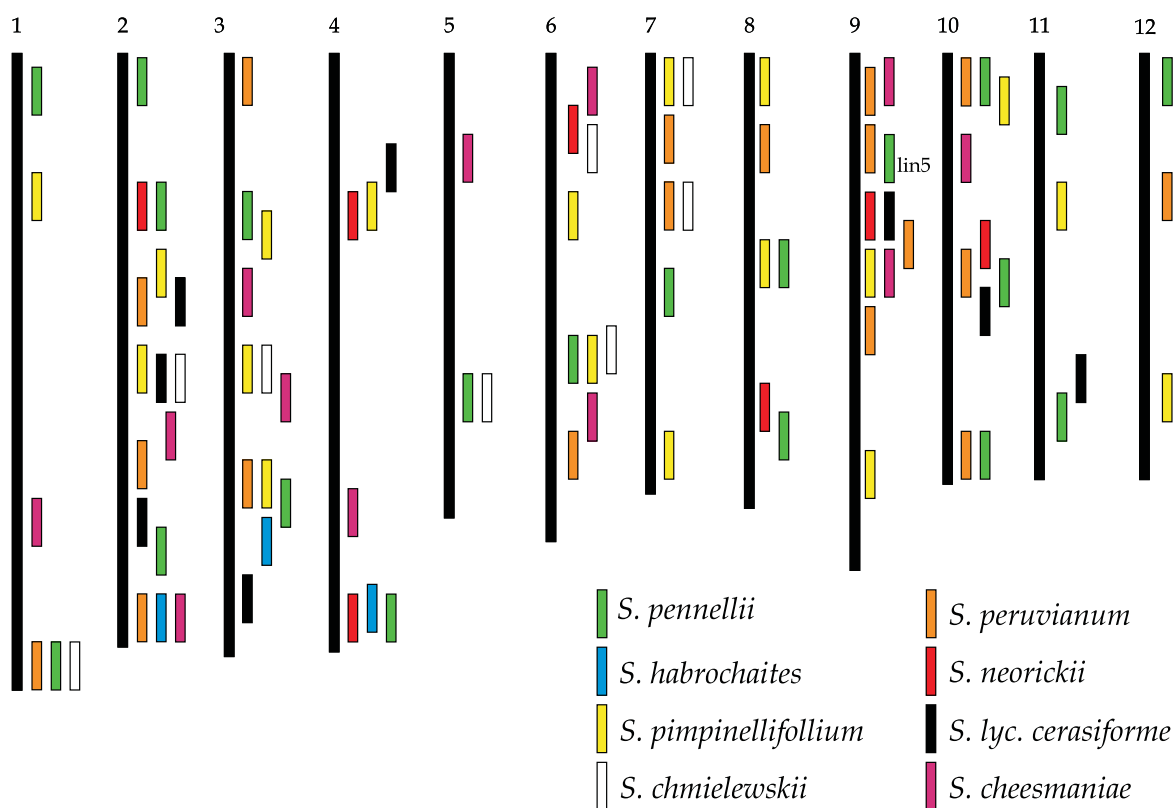 1 2 3 4 5 6 7 8 9 10 11 12
lin5
S. pennellii
S. peruvianum
S. habrochaites
S. neorickii
S. pimpinellifollium
S. lyc. cerasiforme
S. chmielewskii
S. cheesmaniae